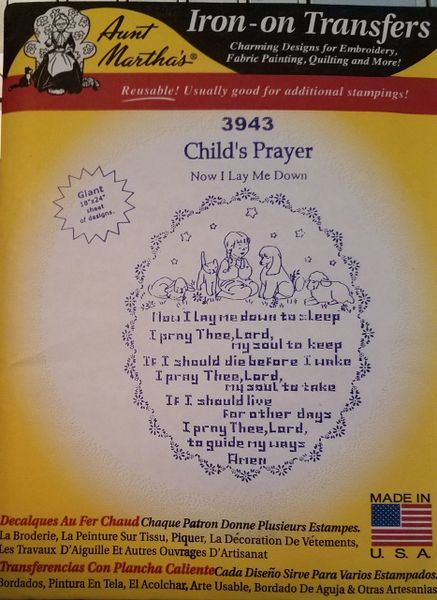 Aunt Martha's®
Iron-on Transfers
Charming Designs for Embroidery,
Fabric Painting, Quilting and More!
Reusable! Usually good for additional stampings!
3943
Child's Prayer
Now I Lay Me Down
Giant
18"x24"
sheet
of designs.
Now I lay me down to sleep
I pray Thee, Lord,
my soul to keep
If I should die before I wake
I pray Thee, Lord,
my soul to take
If I should live
for other days
I pray Thee, Lord,
to guide my ways
Amen
MADE IN
U. S. A.
Decalques Au Fer Chaud Chaque Patron Donne Plusieurs Estampes.
La Broderie, La Peinture Sur Tissu, Piquer, La Décoration De Vêtments,
Les Travaux D'Aiguille Et Autres Ouvrages D'Artisanat
Transferencias Con Plancha Caliente Cada Diseño Sirve Para Varios Estampados.
Bordados, Pintura En Tela, El Acolchar, Arte Usable, Bordado De Aguja & Otras Artesanias